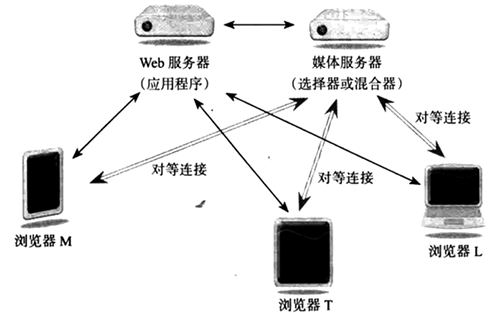 Web 服务器
（应用程序）
媒体服务器
（选择器或混合器）
对等连接
对等连接
对等连接
浏览器 M
浏览器 L
浏览器 T